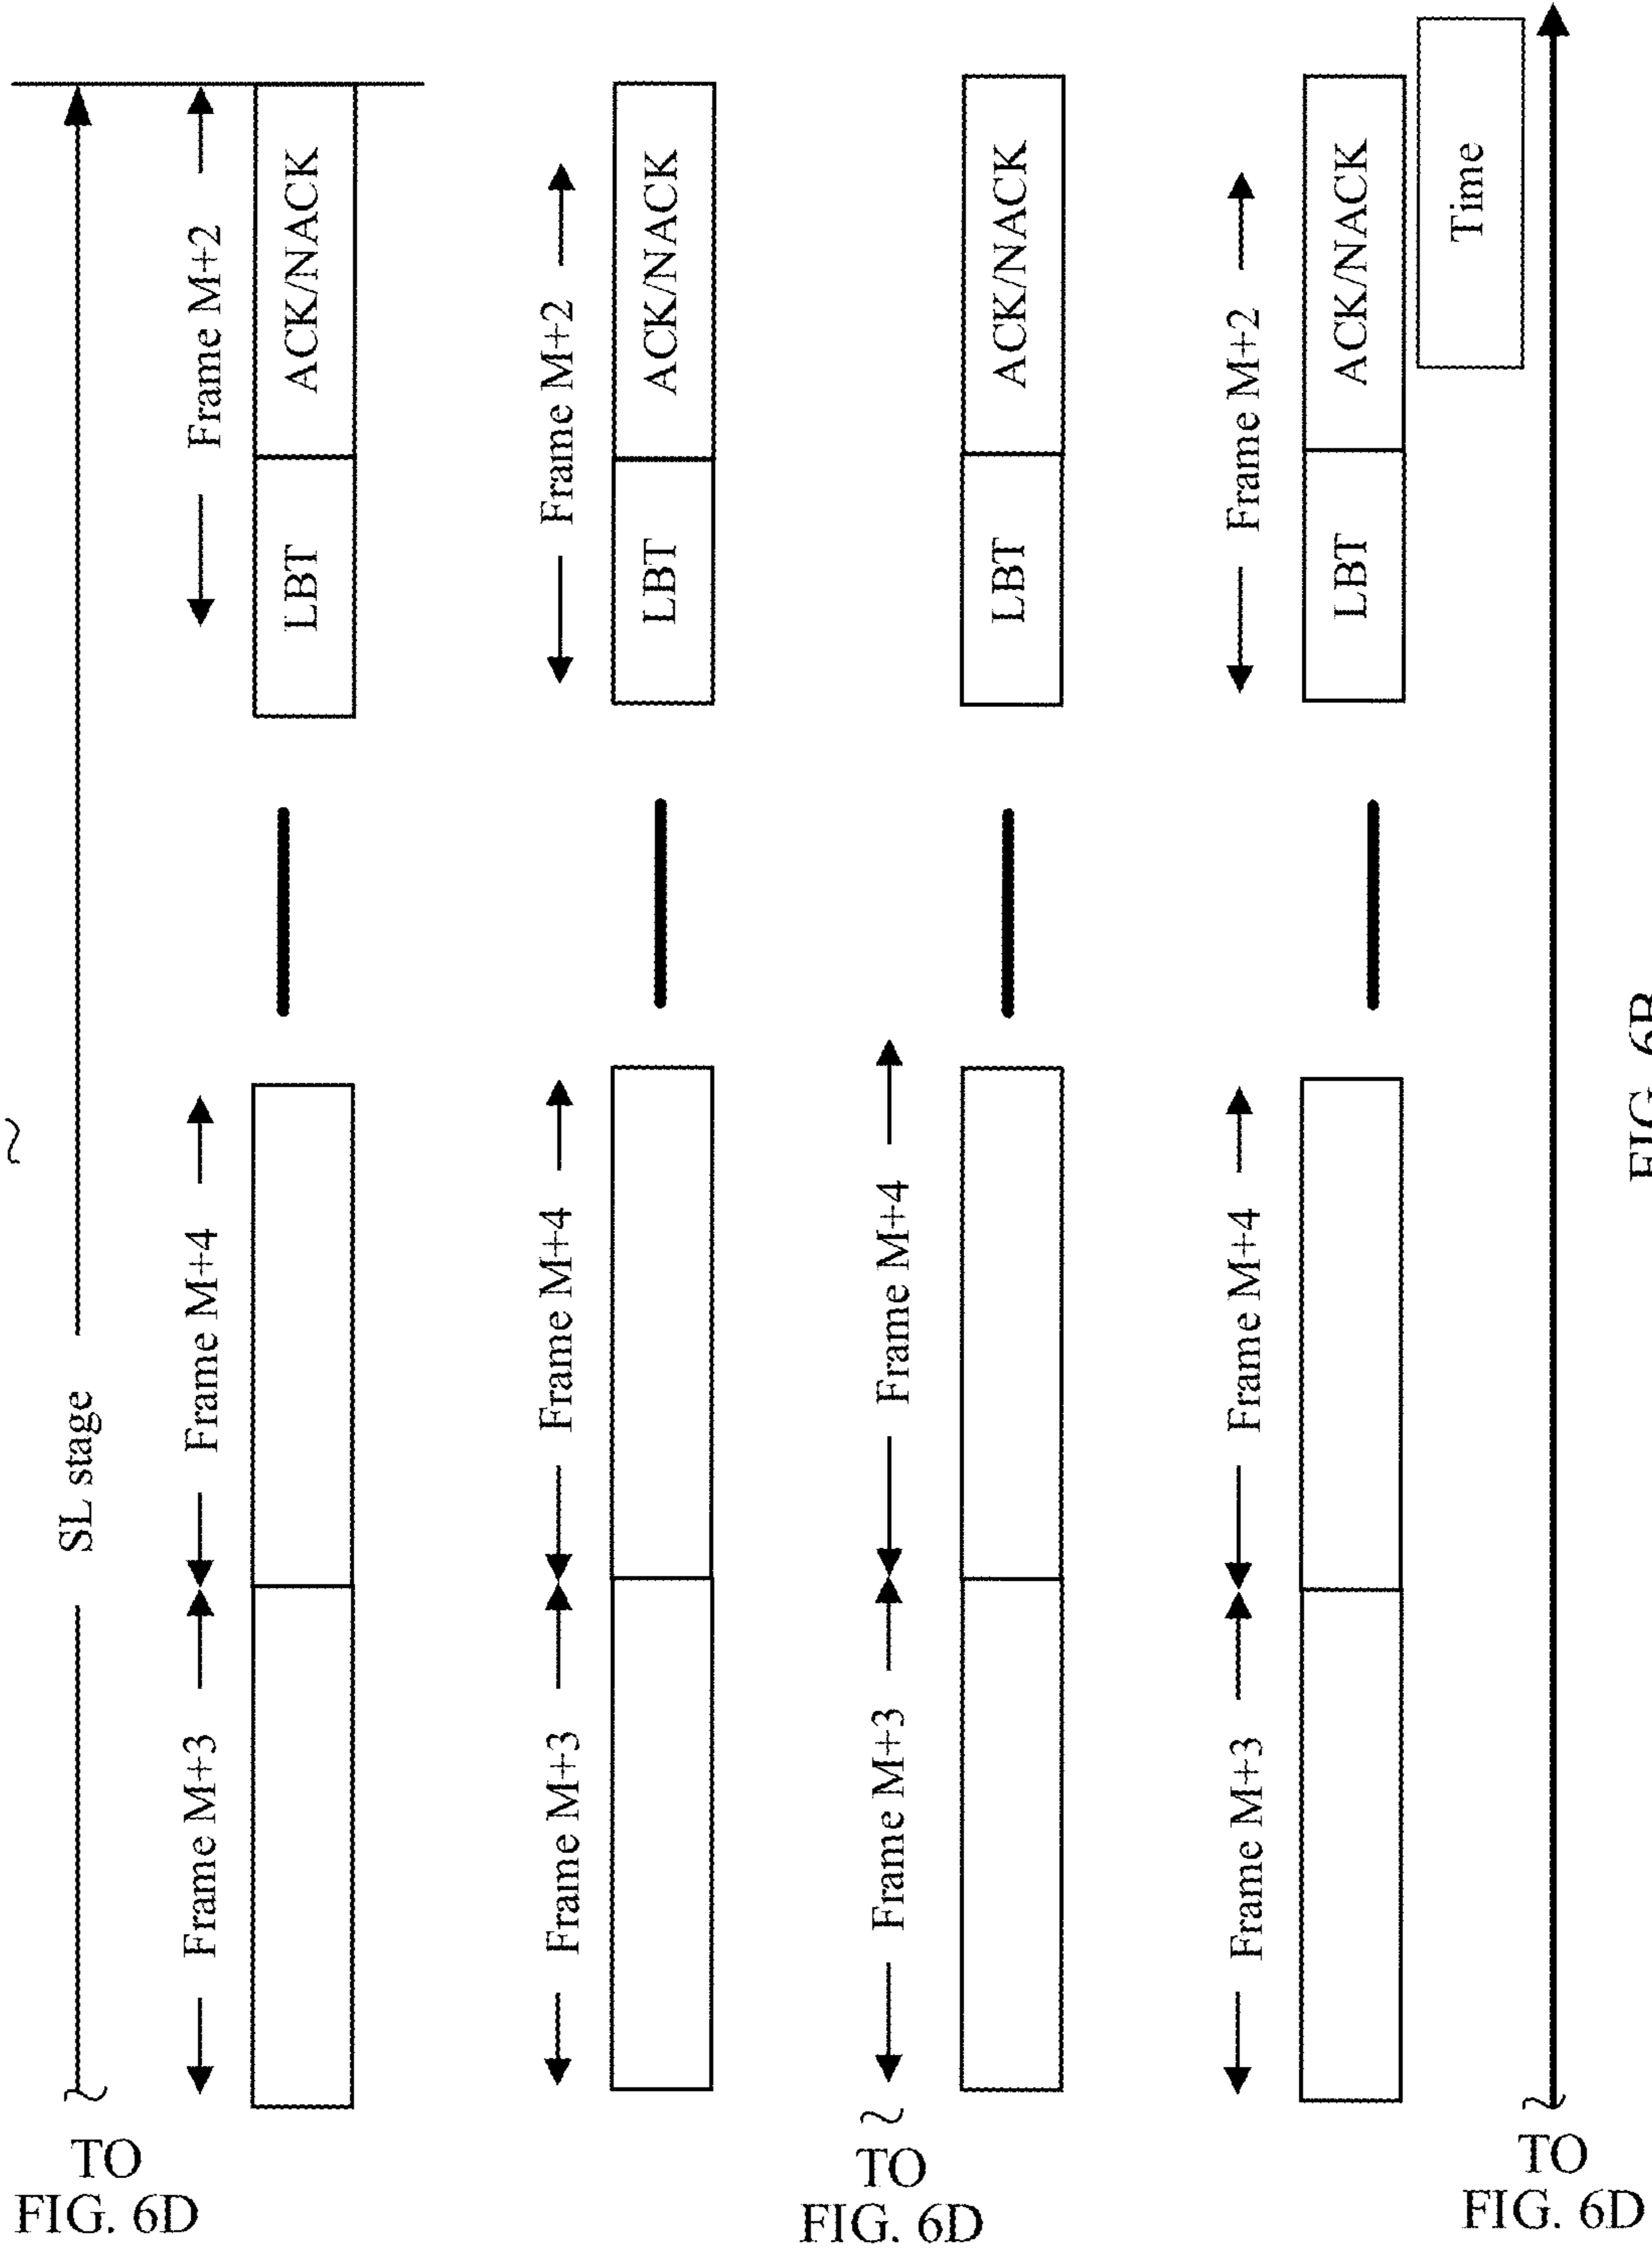 TO
FIG. 6D
SL stage
Frame M+3
Frame M+4
Frame M+2
LBT
ACK/NACK
Frame M+3
Frame M+4
Frame M+2
LBT
ACK/NACK
TO
FIG. 6D
Frame M+3
Frame M+4
LBT
ACK/NACK
Frame M+3
Frame M+4
Frame M+2
LBT
ACK/NACK
Time
TO
FIG. 6D
FIG. 6B